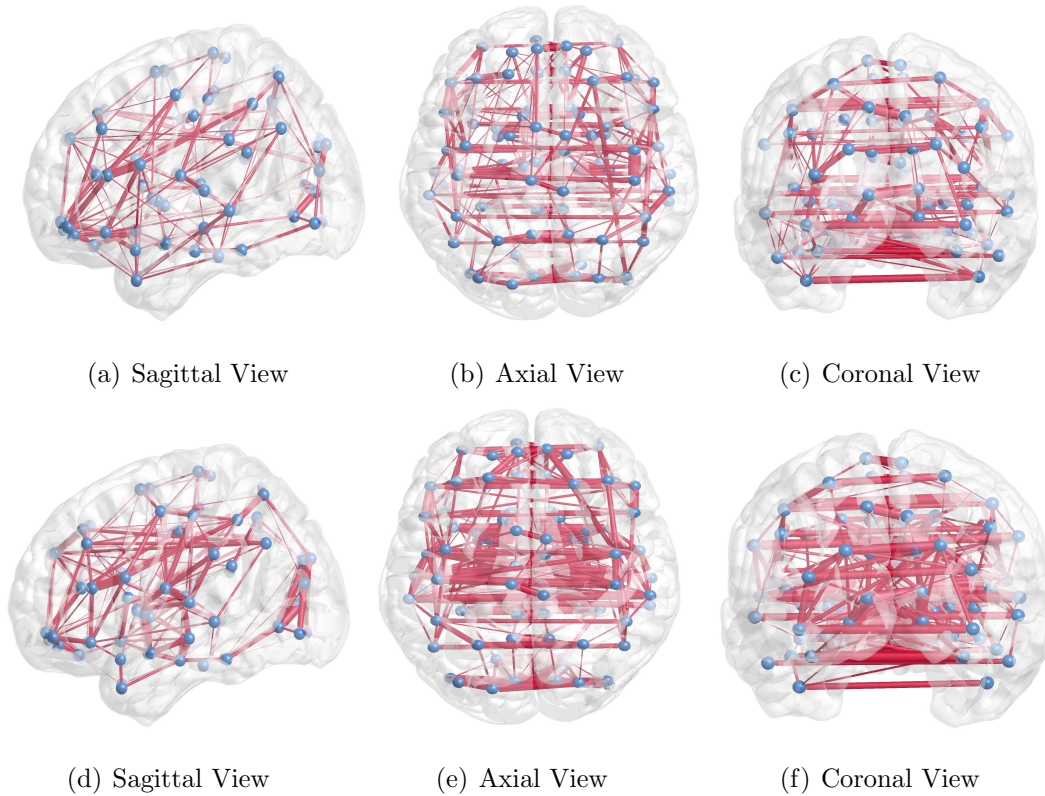 (a) Sagittal View
(b) Axial View
(c) Coronal View
(d) Sagittal View
(e) Axial View
(f) Coronal View